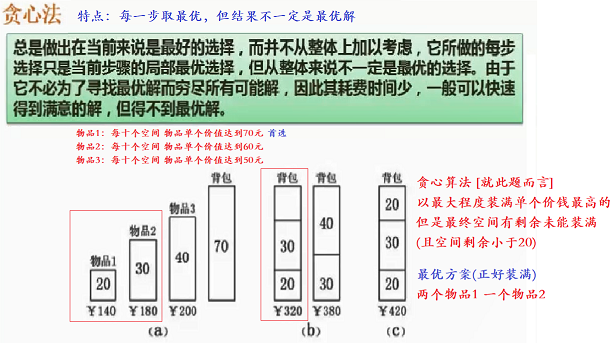 贪心法 特点：每一步取最优，但结果不一定是最优解
总是做出在当前来说是最好的选择，而并不从整体上加以考虑，它所做的每步
选择只是当前步骤的局部最优选择，但从整体来说不一定是最优的选择。由于
它不必为了寻找最优解而穷尽所有可能解，因此其耗费时间少，一般可以快速
得到满意的解，但得不到最优解。
物品1：每十个空间 物品单个价值达到70元 首选
物品2：每十个空间 物品单个价值达到60元
物品3：每十个空间 物品单个价值达到50元
物品1
20
¥140
物品2
30
¥180
物品3
40
¥200
背包
70
(a)
背包
30
20
¥320
背包
40
30
¥380
(b)
背包
20
30
20
¥420
(c)
贪心算法 [就此题而言]
以最大程度装满单个价钱最高的
但是最终空间有剩余未能装满
(且空间剩余小于20)
最优方案(正好装满)
两个物品1 一个物品2